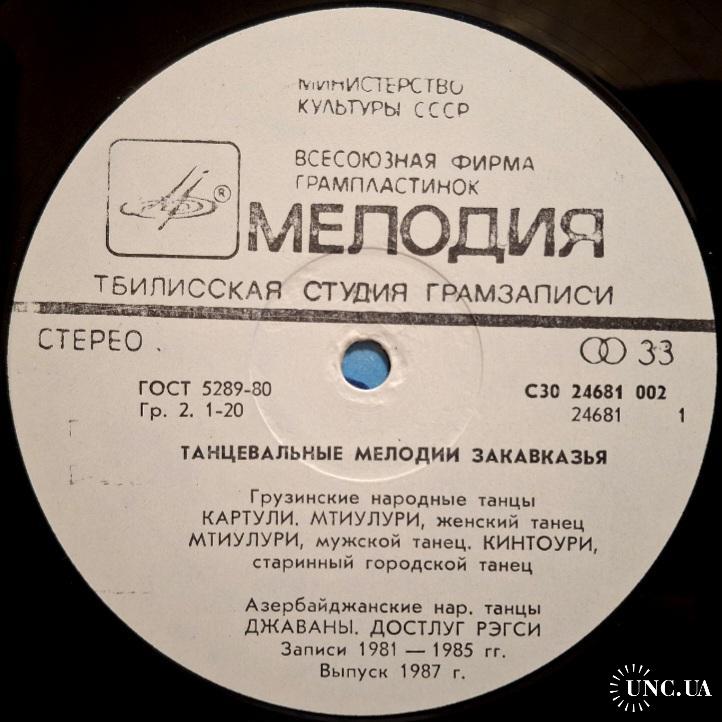 МИНИСТЕРСТВО
КУЛЬТУРЫ СССР
ВСЕСОЮЗНАЯ ФИРМА
ГРАМПЛАСТИНОК
®
МЕЛОДИЯ
ТБИЛИССКАЯ СТУДИЯ ГРАМЗАПИСИ
СТЕРЕО .
33
ГОСТ 5289-80
Гр. 2. 1-20
С30 24681 002
24681 1
ТАНЦЕВАЛЬНЫЕ МЕЛОДИИ ЗАКАВКАЗЬЯ
Грузинские народные танцы
КАРТУЛИ. МТИУЛУРИ, женский танец
МТИУЛУРИ, мужской танец. КИНТОУРИ,
старинный городской танец
Азербайджанские нар. танцы
ДЖАВАНЫ. ДОСТЛУГ РЭГСИ
Записи 1981 — 1985 гг.
Выпуск 1987 г.
UNC.UA